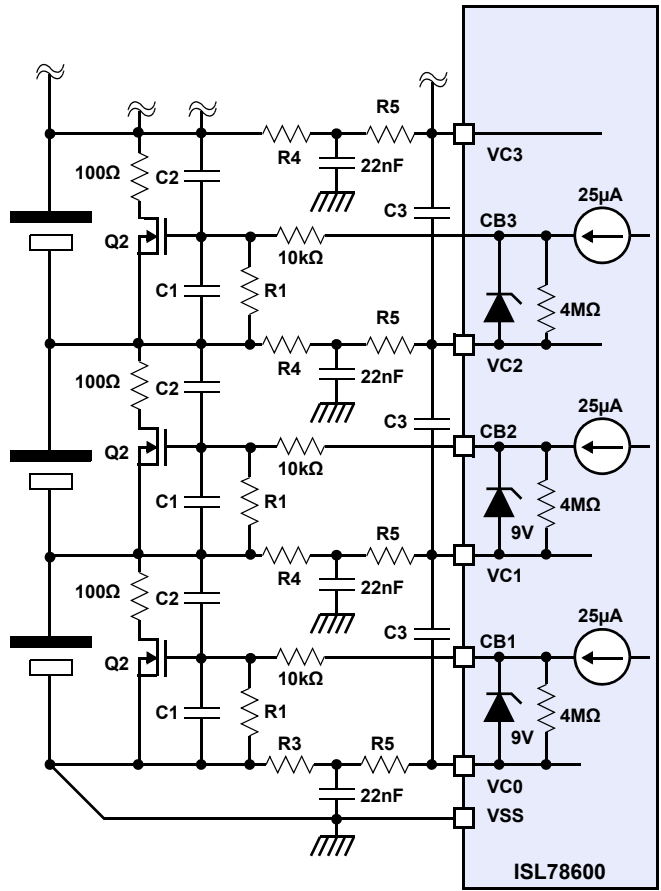 R5
R4
VC3
100Ω
C2
22nF
25µA
C3
CB3
Q2
10kΩ
C1
R1
4MΩ
R5
R4
VC2
100Ω
C2
22nF
25µA
C3
CB2
Q2
10kΩ
C1
R1
4MΩ
9V
R5
R4
VC1
100Ω
C2
22nF
25µA
C3
CB1
Q2
10kΩ
C1
R1
4MΩ
9V
R3
R5
VC0
22nF
VSS
ISL78600